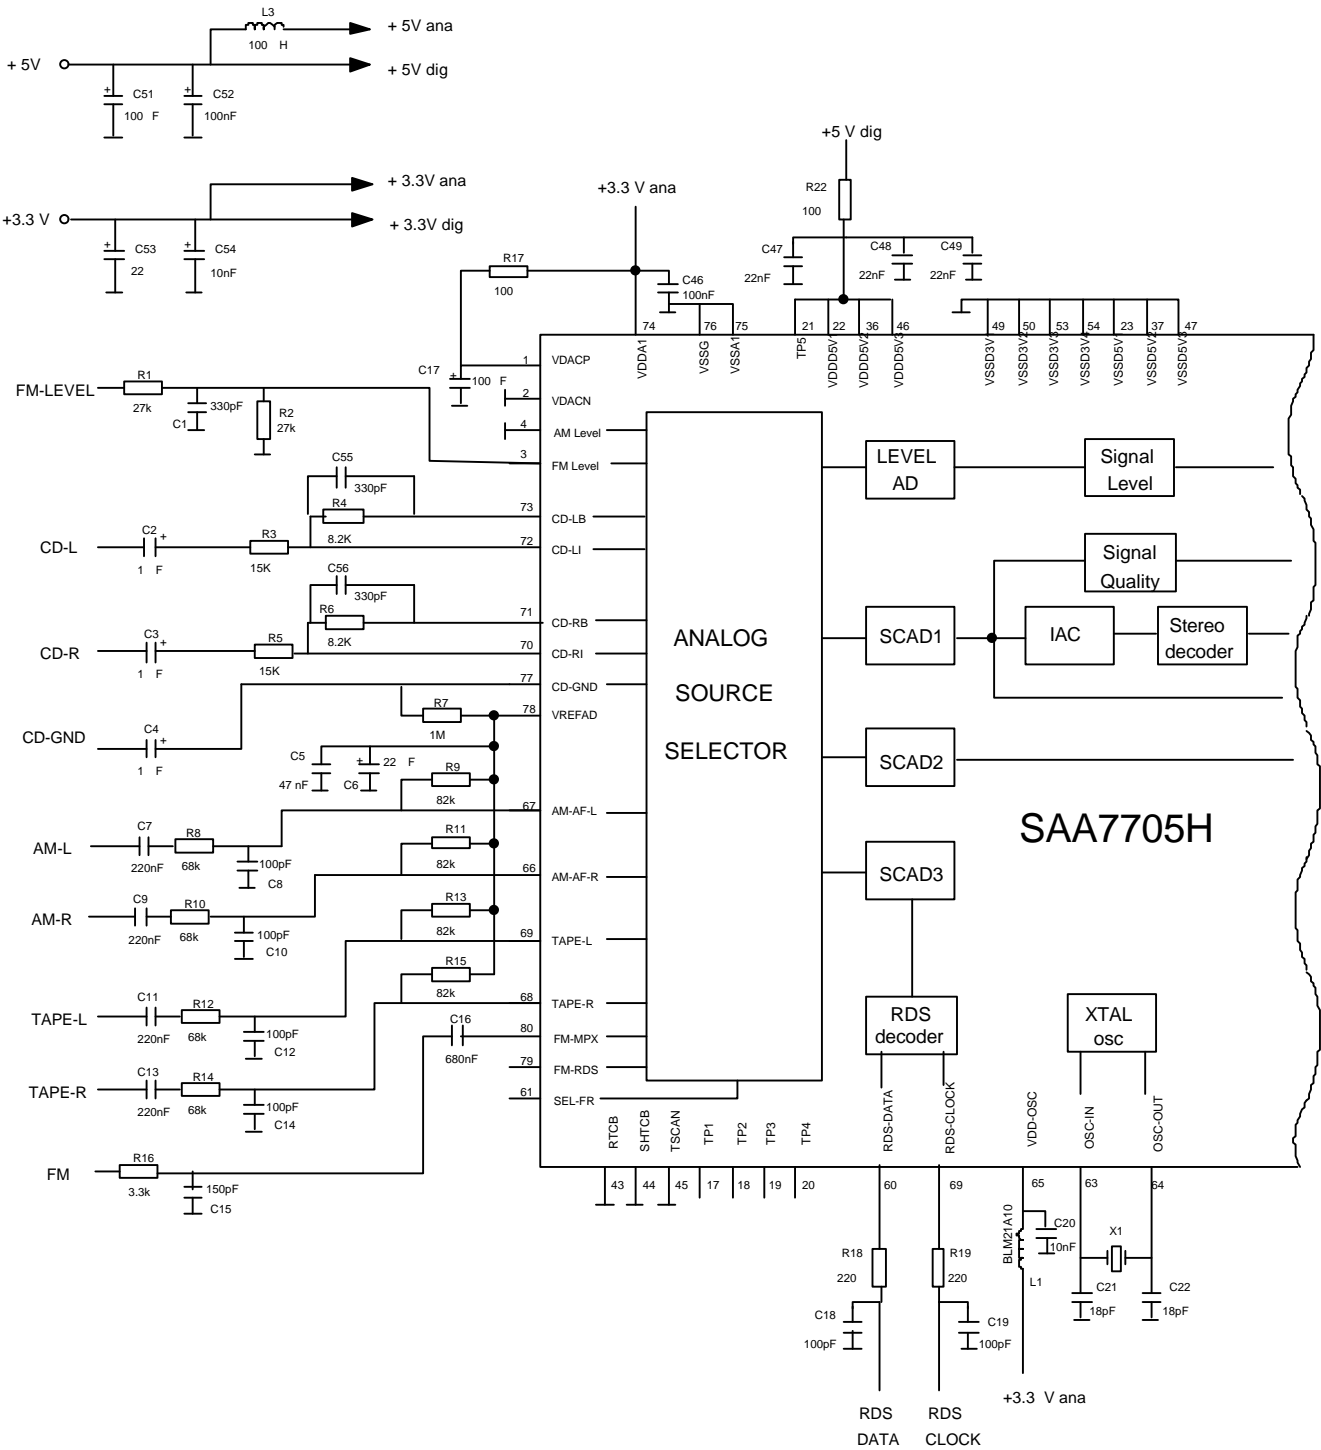 L3
100 H
+ 5V ana
+ 5V
+ 5V dig
+
C51
100 F
+
C52
100nF
+ 3.3V ana
+3.3 V
+ 3.3V dig
+
C53
22
+
C54
10nF
+5 V dig
R22
100
+3.3 V ana
R17
100
C46
100nF
C47
22nF
C48
22nF
C49
22nF
74
76
75
21
22
36
46
49
50
53
54
23
37
47
VDDA1
VSSG
VSSA1
TP5
VDDD5V1
VDDD5V2
VDDD5V3
VSSD3V1
VSSD3V2
VSSD3V3
VSSD3V4
VSSD5V1
VSSD5V2
VSSD5V3
1
VDACP
C17
+
100 F
2
VDACN
4
AM Level
3
FM Level
FM-LEVEL
R1
27k
330pF
C1
R2
27k
C55
330pF
R4
8.2K
73
CD-LB
72
CD-LI
CD-L
C2
+
1 F
R3
15K
C56
330pF
R6
8.2K
71
CD-RB
70
CD-RI
CD-R
C3
+
1 F
R5
15K
77
CD-GND
R7
1M
78
VREFAD
CD-GND
C4
+
1 F
C5
47 nF
+
22 F
C6
R9
82k
67
AM-AF-L
AM-L
C7
220nF
R8
68k
100pF
C8
R11
82k
66
AM-AF-R
AM-R
C9
220nF
R10
68k
100pF
C10
R13
82k
69
TAPE-L
R15
82k
68
TAPE-R
TAPE-L
C11
220nF
R12
68k
100pF
C12
C16
680nF
80
FM-MPX
79
FM-RDS
61
SEL-FR
TAPE-R
C13
220nF
R14
68k
100pF
C14
FM
R16
3.3k
150pF
C15
ANALOG
SOURCE
SELECTOR
LEVEL
AD
Signal
Level
Signal
Quality
SCAD1
IAC
Stereo
decoder
SCAD2
SAA7705H
SCAD3
RDS
decoder
XTAL
osc
RTCB
SHTCB
TSCAN
TP1
TP2
TP3
TP4
RDS-DATA
RDS-CLOCK
VDD-OSC
OSC-IN
OSC-OUT
43
44
45
17
18
19
20
60
69
65
63
64
BLM21A10
L1
C20
10nF
X1
C21
18pF
C22
18pF
R18
220
R19
220
C18
100pF
C19
100pF
+3.3 V ana
RDS
DATA
RDS
CLOCK